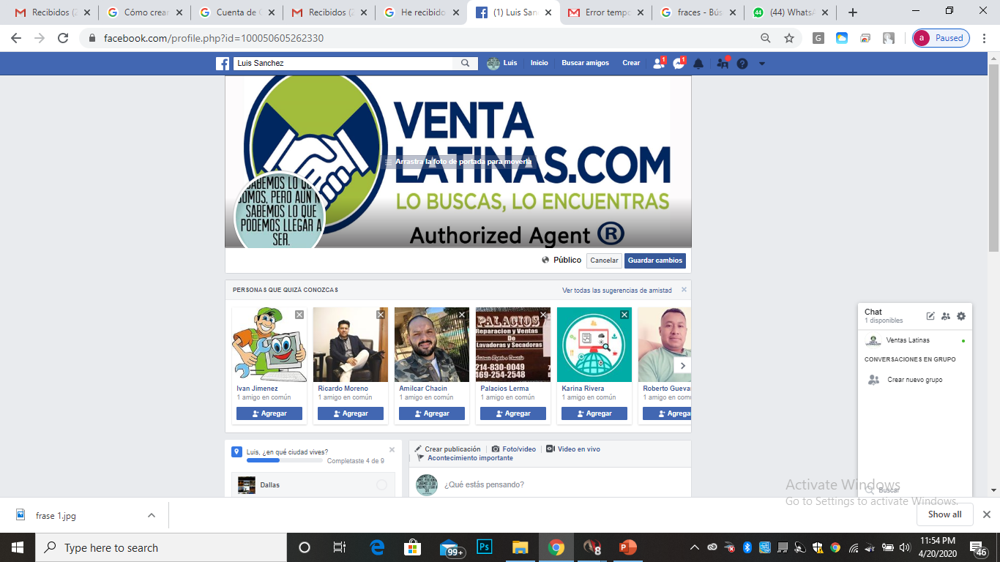 Recibidos (2
Cómo crear
Cuenta de G
Recibidos (2
He recibido
(1) Luis San
Error tempo
fraces - Bús
(44) WhatsA
facebook.com/profile.php?id=100050605262330
Paused
Luis Sanchez
Luis
Inicio
Buscar amigos
Crear
1
1
VENTA
LATINAS.COM
LO BUSCAS, LO ENCUENTRAS
Authorized Agent ®
Arrastra la foto de portada para moverla
SABEMOS LO QU
SOMOS, PERO AÚN N
SABEMOS LO QUE
PODEMOS LLEGAR A
SER.
Público
Cancelar
Guardar cambios
PERSONAS QUE QUIZÁ CONOZCAS
Ver todas las sugerencias de amistad
PALACIOS
Reparacion y Ventas
De
Lavadoras y Secadoras
214-830-0049
469-254-2548
Ivan Jimenez
1 amigo en común
Agregar
Ricardo Moreno
1 amigo en común
Agregar
Amilcar Chacin
1 amigo en común
Agregar
Palacios Lerma
1 amigo en común
Agregar
Karina Rivera
1 amigo en común
Agregar
Roberto Guevar
1 amigo en com
Agrega
Luis, ¿en qué ciudad vives?
Completaste 4 de 9
Dallas
Crear publicación
Foto/video
Video en vivo
Acontecimiento importante
¿Qué estás pensando?
Chat
1 disponibles
Ventas Latinas
CONVERSACIONES EN GRUPO
Crear nuevo grupo
Buscar
Activate Windows
Go to Settings to activate Windows.
frase 1.jpg
Show all
Type here to search
99+
Ps
8
11:54 PM
4/20/2020
46